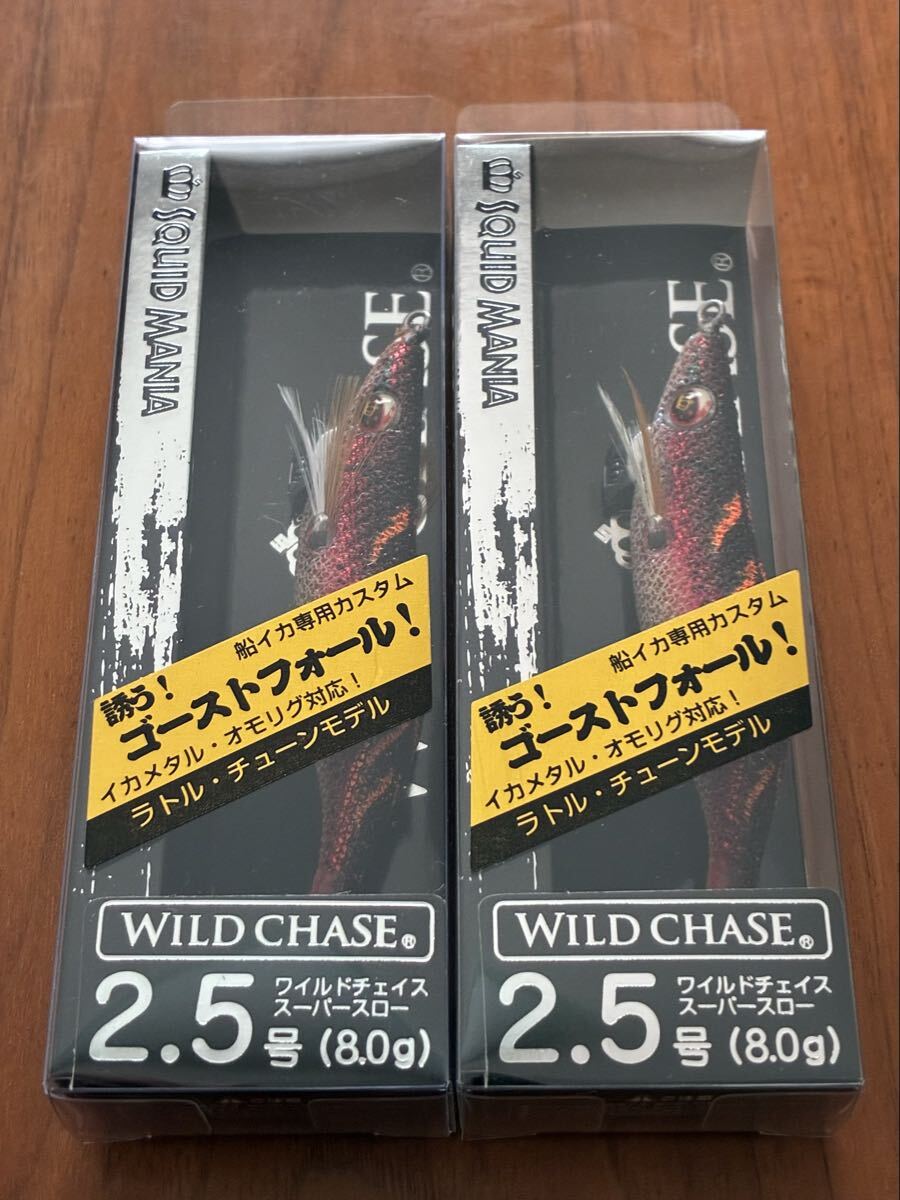 SQUID MANIA
SE®
船イカ専用カスタム
誘う!
ゴーストフォール!
イカメタル・オモリグ対応!
ラトル・チューンモデル
WILD CHASE®
2.5号
ワイルドチェイス
スーパースロー
(8.0g)
SQUID MANIA
SE®
船イカ専用カスタム
誘う!
ゴーストフォール!
イカメタル・オモリグ対応!
ラトル・チューンモデル
WILD CHASE®
2.5号
ワイルドチェイス
スーパースロー
(8.0g)